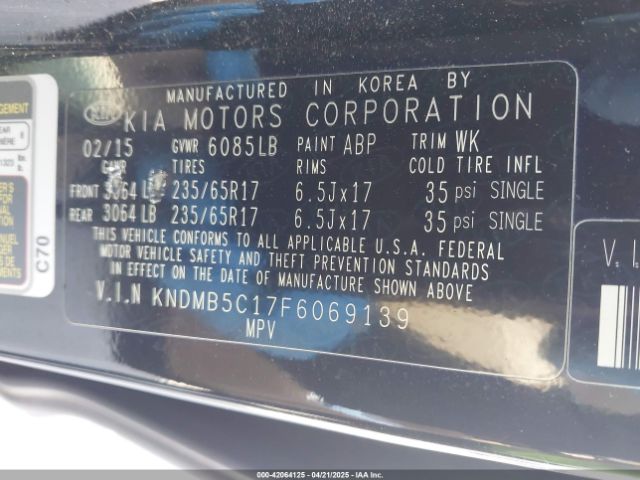 MANUFACTURED IN KOREA BY
KIA MOTORS CORPORATION
02/15 GVWR 6085LB PAINT ABP TRIM WK
GAWR TIRES RIMS COLD TIRE INFL
FRONT 3064 LB 235/65R17 6.5Jx17 35 psi SINGLE
REAR 3064 LB 235/65R17 6.5Jx17 35 psi SINGLE
THIS VEHICLE CONFORMS TO ALL APPLICABLE U.S.A. FEDERAL
MOTOR VEHICLE SAFETY AND THEFT PREVENTION STANDARDS
IN EFFECT ON THE DATE OF MANUFACTURE SHOWN ABOVE
V.I.N KNDMB5C17F6069139
MPV
C70
V.I.
000-42064125 - 04/21/2025 - IAAI.COM